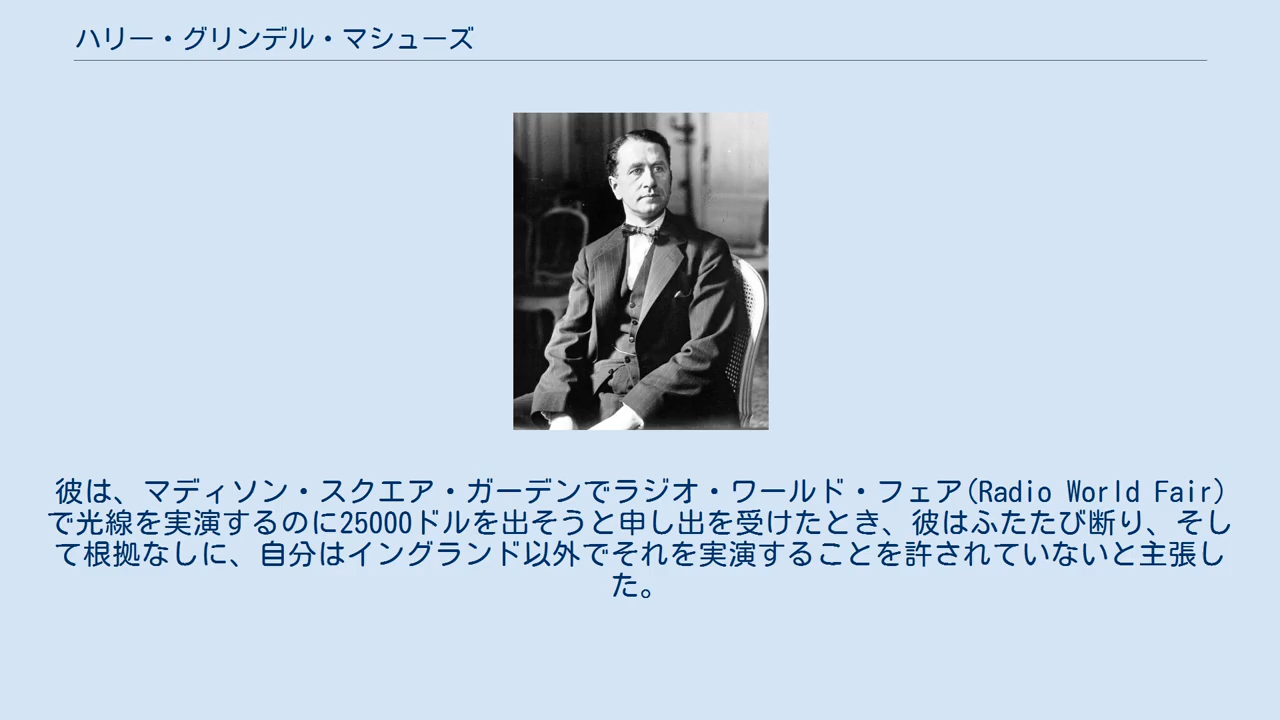 ハリー・グリンデル・マシューズ
彼は、マディソン・スクエア・ガーデンでラジオ・ワールド・フェア(Radio World Fair)
で光線を実演するのに25000ドルを出そうと申し出を受けたとき、彼はふたたび断り、そし
て根拠なしに、自分はイングランド以外でそれを実演することを許されていないと主張し
た。